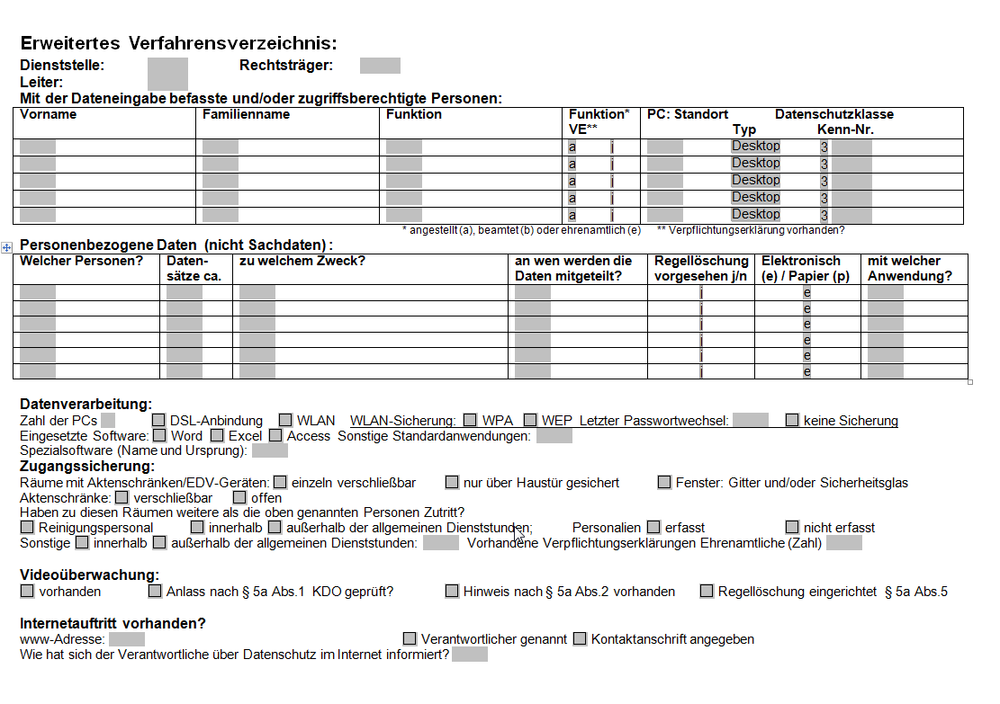 Erweitertes Verfahrensverzeichnis:
Dienststelle: Rechtsträger:
Leiter:
Mit der Dateneingabe befasste und/oder zugriffsberechtigte Personen:
Vorname Familienname Funktion Funktion* PC: Standort Datenschutzklasse
VE** Typ Kenn-Nr.
a j Desktop 3
a j Desktop 3
a j Desktop 3
a j Desktop 3
a j Desktop 3
* angestellt (a), beamtet (b) oder ehrenamtlich (e) ** Verpflichtungserklärung vorhanden?
Personenbezogene Daten (nicht Sachdaten) :
Welcher Personen? Daten- zu welchem Zweck? an wen werden die Regellöschung Elektronisch mit welcher
sätze ca. Daten mitgeteilt? vorgesehen j/n (e) / Papier (p) Anwendung?
j e
j e
j e
j e
j e
j e
Datenverarbeitung:
Zahl der PCs DSL-Anbindung WLAN WLAN-Sicherung: WPA WEP Letzter Passwortwechsel: keine Sicherung
Eingesetzte Software: Word Excel Access Sonstige Standardanwendungen:
Spezialsoftware (Name und Ursprung):
Zugangssicherung:
Räume mit Aktenschränken/EDV-Geräten: einzeln verschließbar nur über Haustür gesichert Fenster: Gitter und/oder Sicherheitsglas
Aktenschränke: verschließbar offen
Haben zu diesen Räumen weitere als die oben genannten Personen Zutritt?
Reinigungspersonal innerhalb außerhalb der allgemeinen Dienststunden; Personalien erfasst nicht erfasst
Sonstige innerhalb außerhalb der allgemeinen Dienststunden: Vorhandene Verpflichtungserklärungen Ehrenamtliche (Zahl)
Videoüberwachung:
vorhanden Anlass nach § 5a Abs.1 KDO geprüft? Hinweis nach § 5a Abs.2 vorhanden Regellöschung eingerichtet § 5a Abs.5
Internetauftritt vorhanden?
www-Adresse: Verantwortlicher genannt Kontaktanschrift angegeben
Wie hat sich der Verantwortliche über Datenschutz im Internet informiert?